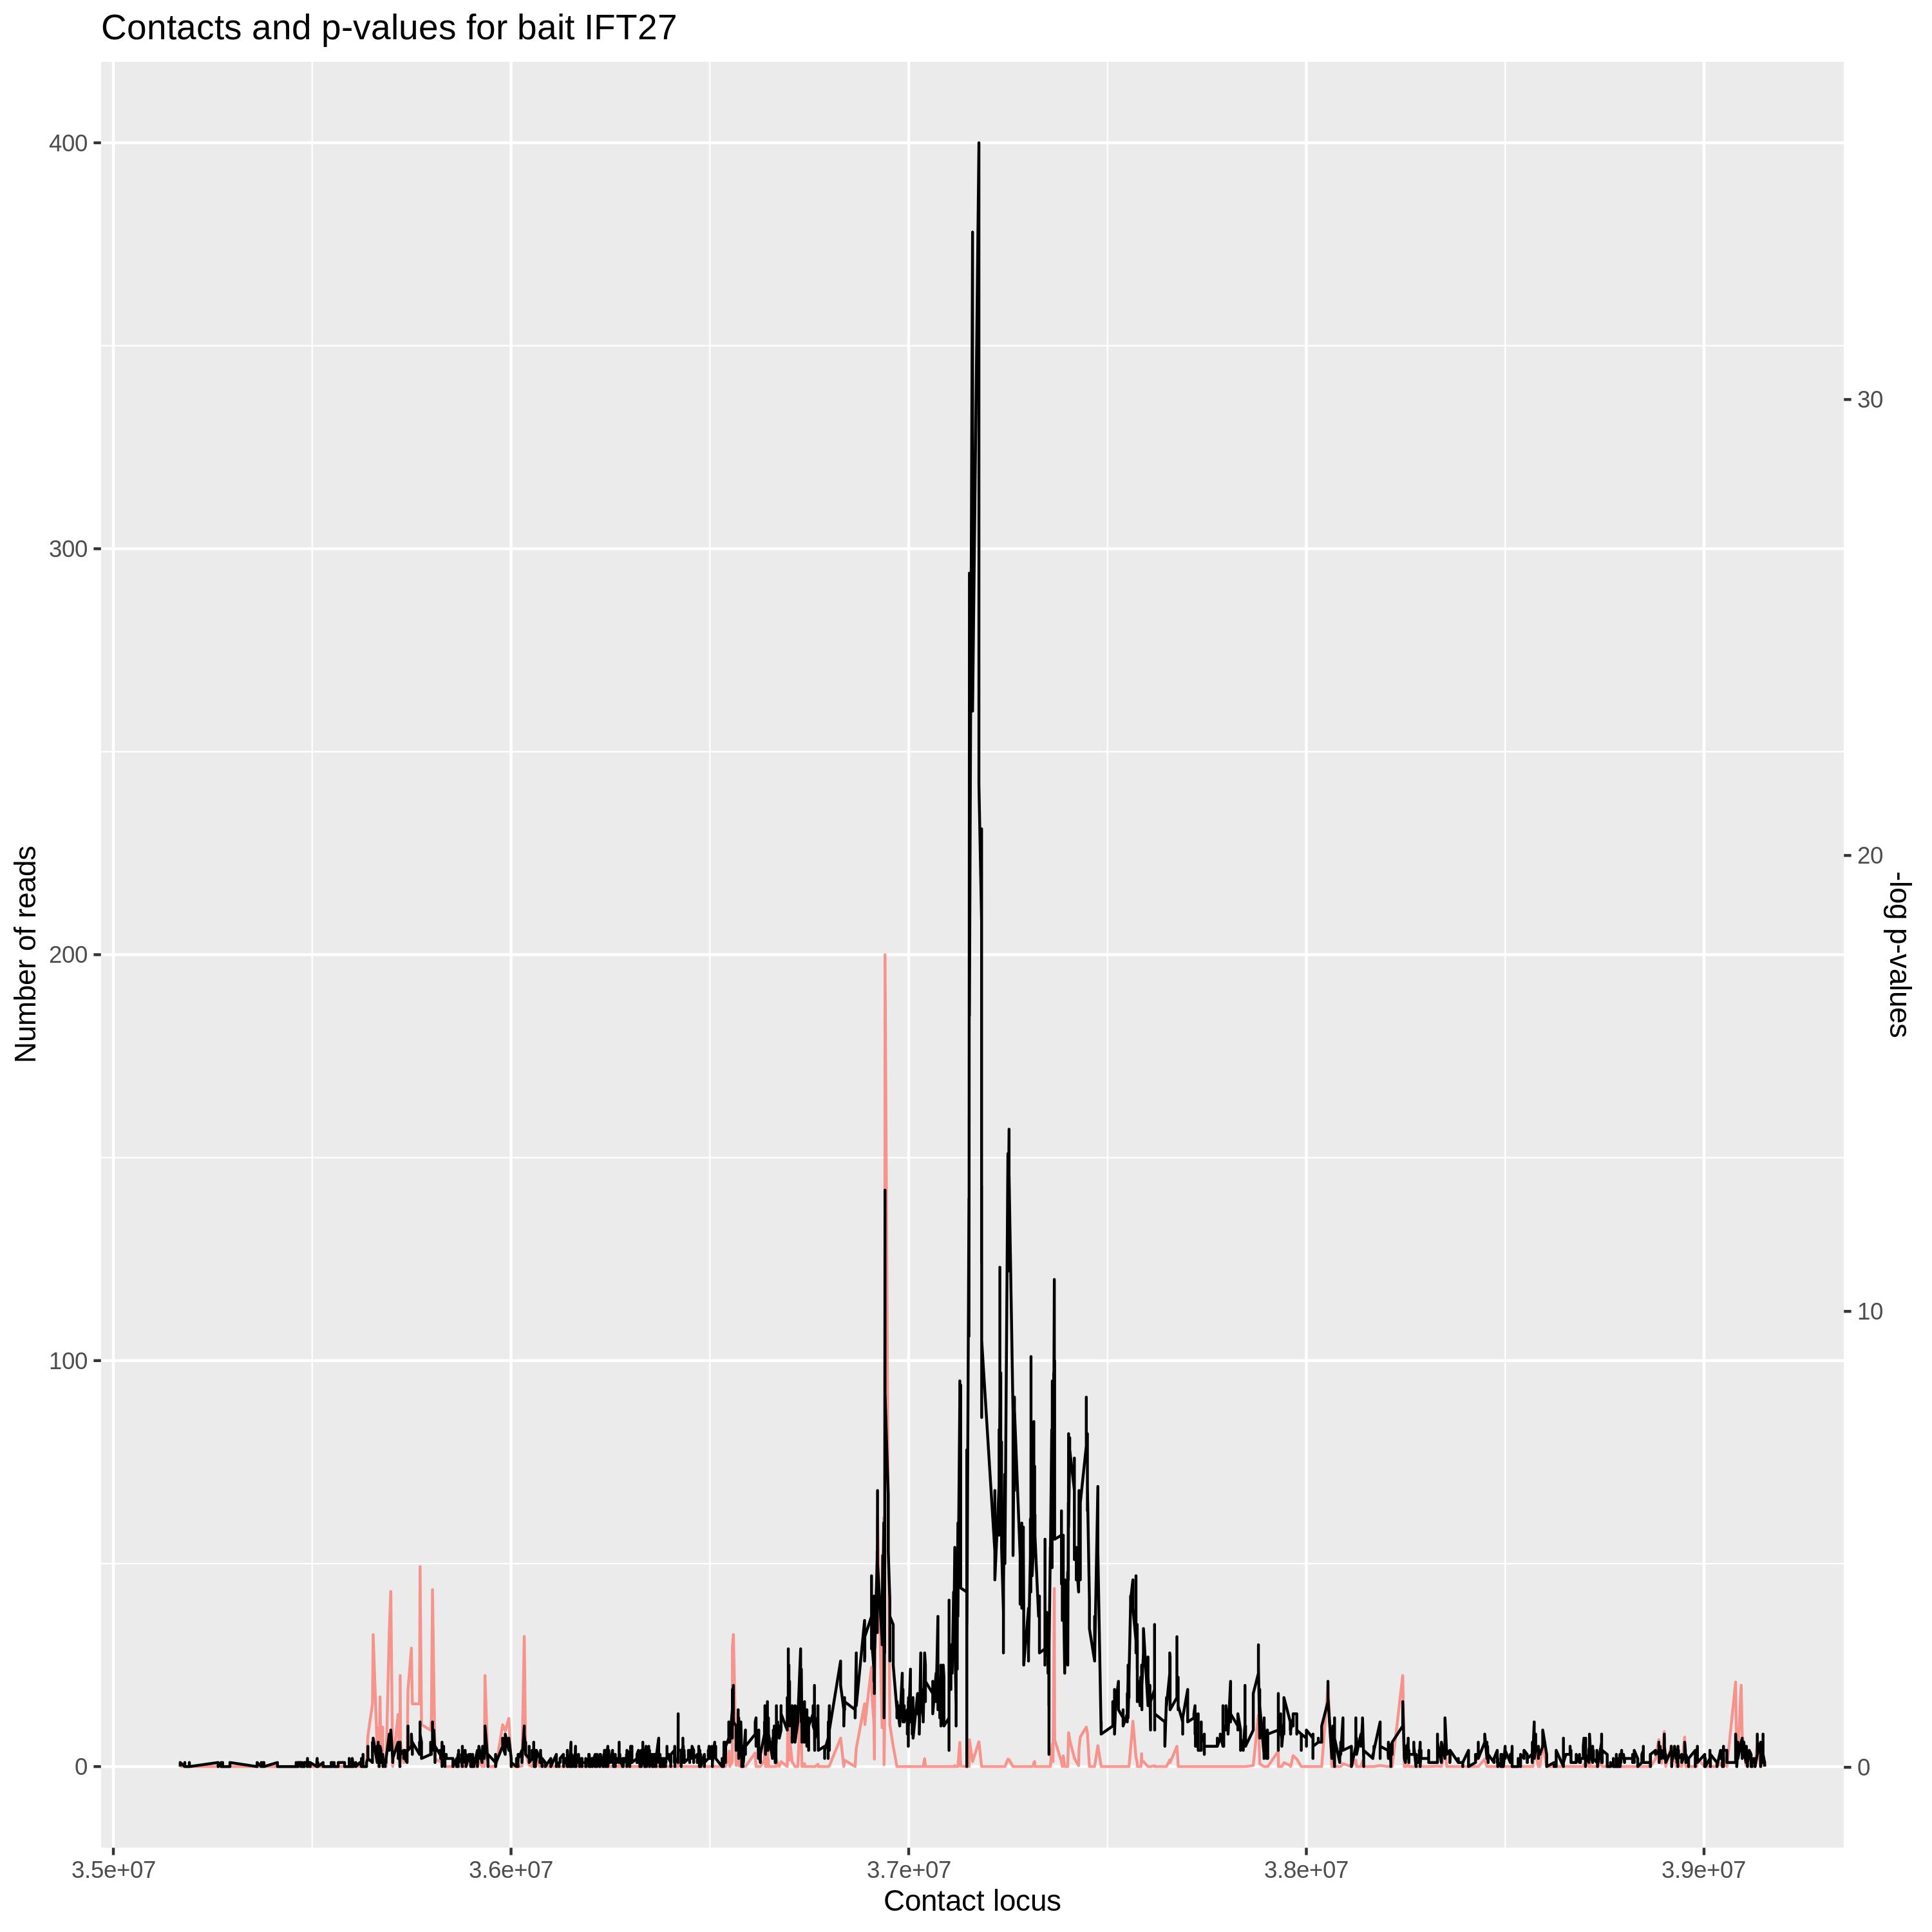 Contacts and p-values for bait IFT27
400
300
200
100
0
Number of reads
30
20
10
0
-log p-values
3.5e+07 3.6e+07 3.7e+07 3.8e+07 3.9e+07
Contact locus